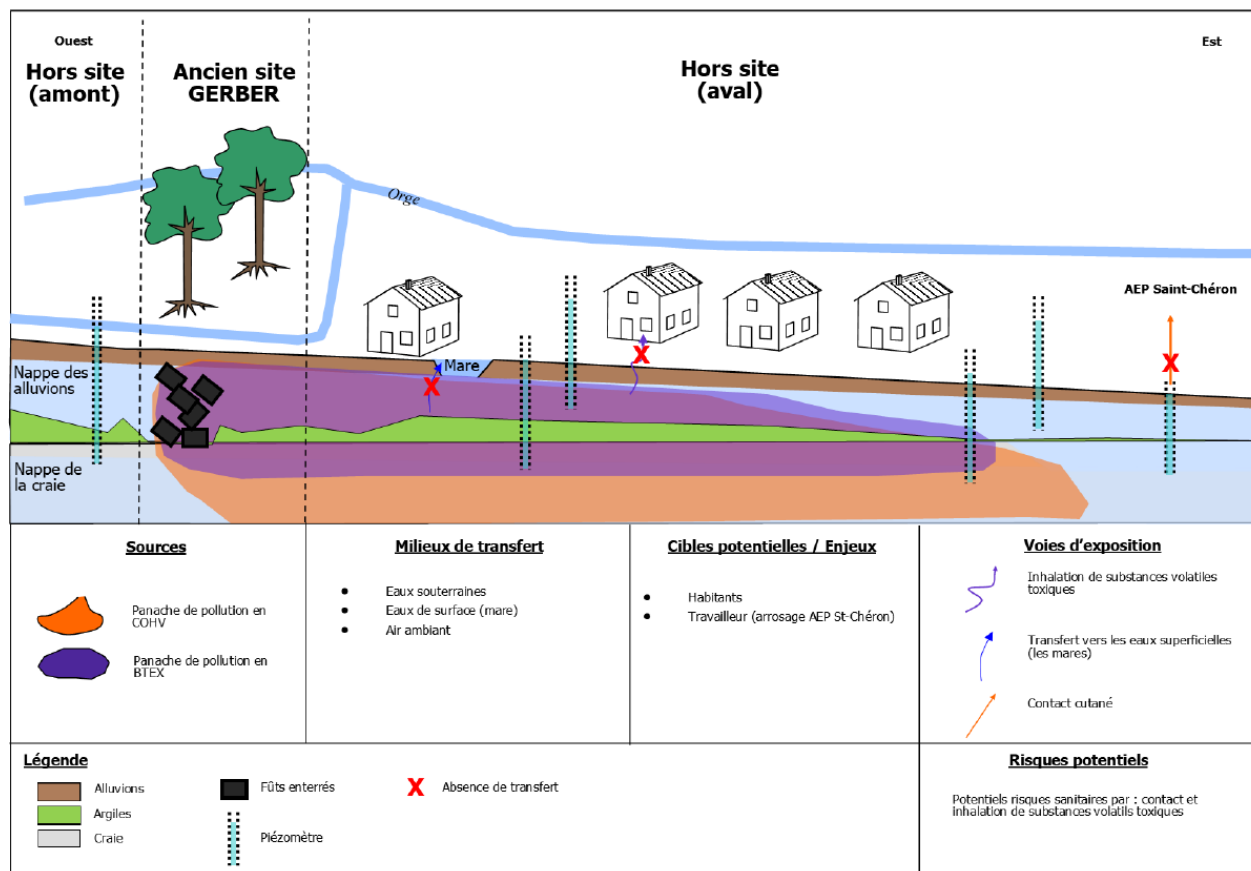 Ouest
Est
Hors site
(amont)
Ancien site
GERBER
Hors site
(aval)
Orge
AEP Saint-Chéron
Mare
Nappe des
alluvions
Nappe de
la craie
Sources
Panache de pollution en
COHV
Panache de pollution en
BTEX
Milieux de transfert
• Eaux souterraines
• Eaux de surface (mare)
• Air ambiant
Cibles potentielles / Enjeux
• Habitants
• Travailleur (arrosage AEP St-Chéron)
Voies d'exposition
Inhalation de substances volatiles
toxiques
Transfert vers les eaux superficielles
(les mares)
Contact cutané
Légende
Alluvions
Argiles
Craie
Fûts enterrés
Piézomètre
X Absence de transfert
Risques potentiels
Potentiels risques sanitaires par : contact et
inhalation de substances volatils toxiques